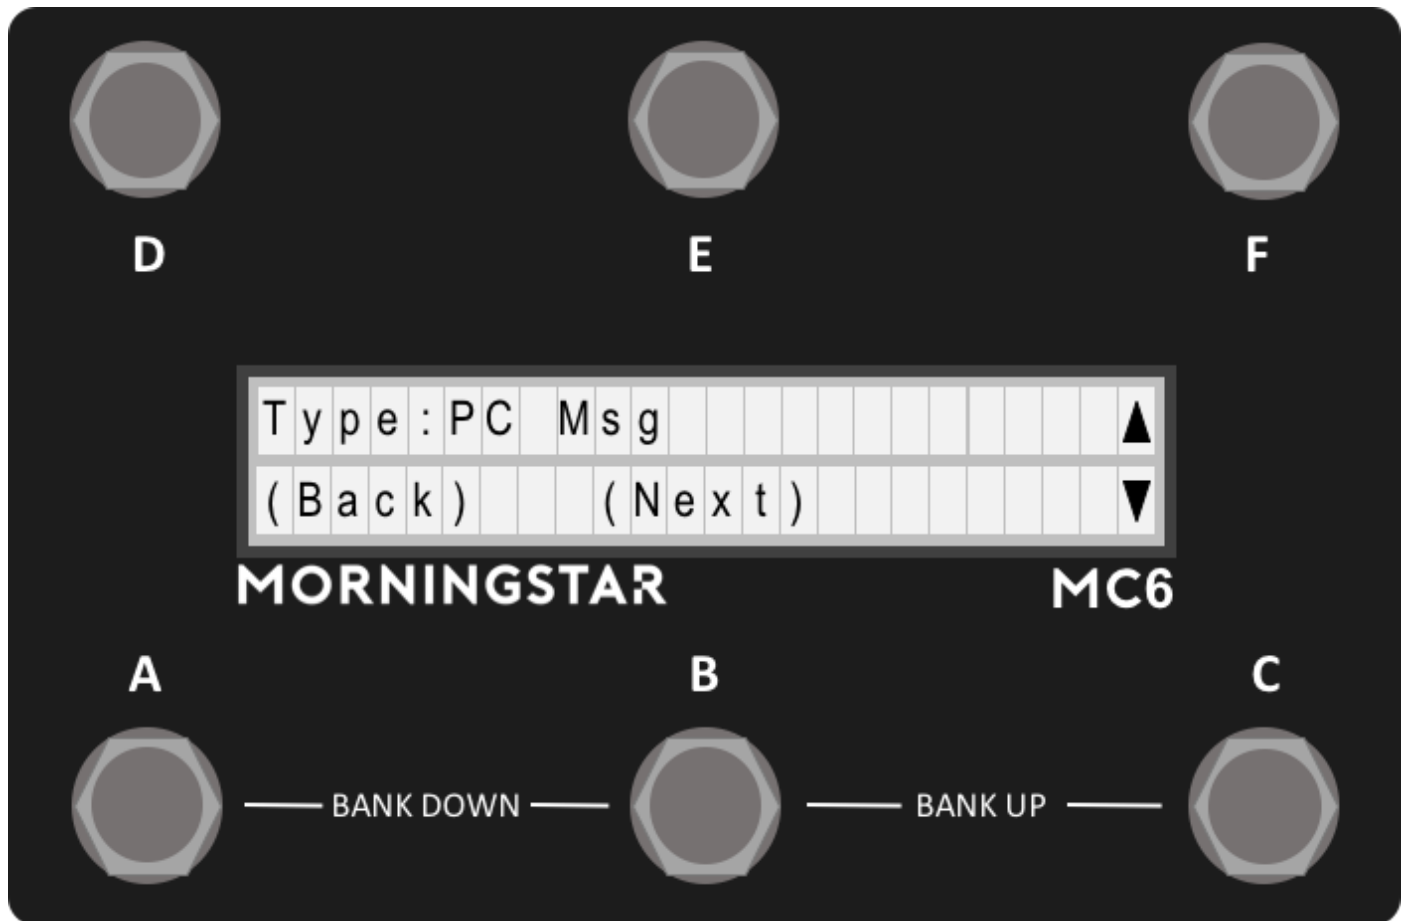 D E F
Type:PC Msg ▲
(Back) (Next) ▼
MORNINGSTAR MC6
A B C
BANK DOWN BANK UP